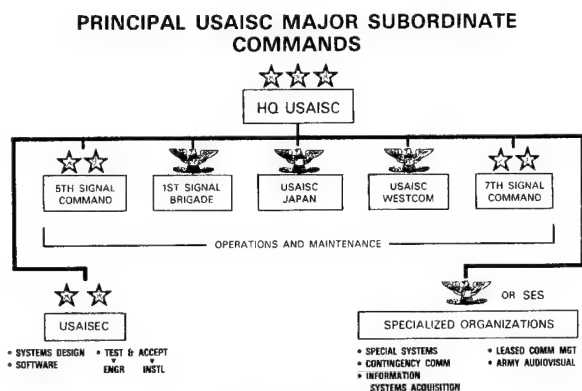 PRINCIPAL USAISC MAJOR SUBORDINATE
COMMANDS
HQ USAISC
5TH SIGNAL
COMMAND
1ST SIGNAL
BRIGADE
USAISC
JAPAN
USAISC
WESTCOM
7TH SIGNAL
COMMAND
OPERATIONS AND MAINTENANCE
USAISEC
• SYSTEMS DESIGN
• SOFTWARE
• TEST & ACCEPT
ENGR INSTL
OR SES
SPECIALIZED ORGANIZATIONS
• SPECIAL SYSTEMS
• CONTINGENCY COMM
• INFORMATION
SYSTEMS ACQUISITION
• LEASED COMM MGT
• ARMY AUDIOVISUAL